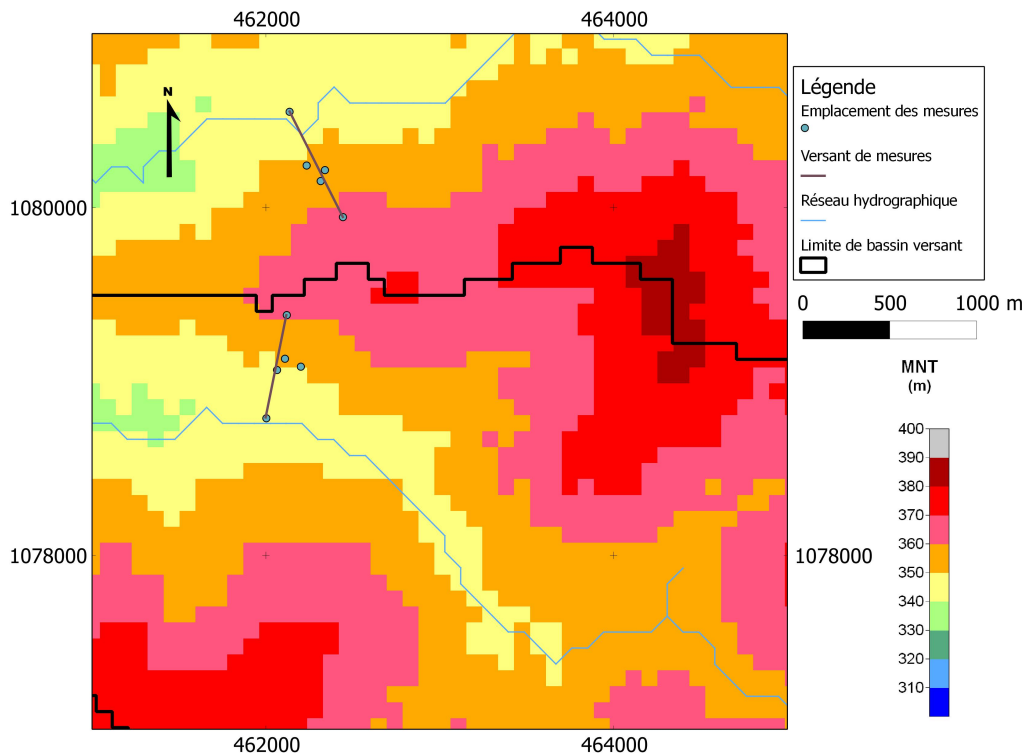 462000
464000
N
1080000
1078000
1078000
462000
464000
Légende
Emplacement des mesures
Versant de mesures
Réseau hydrographique
Limite de bassin versant
0 500 1000 m
MNT
(m)
400
390
380
370
360
350
340
330
320
310